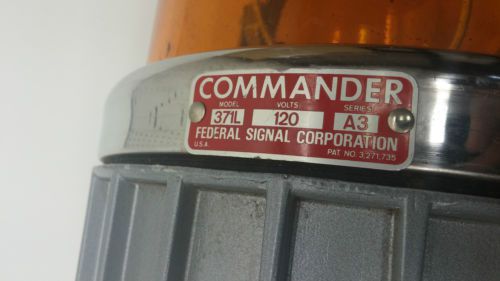 COMMANDER
MODEL VOLTS SERIES
371L 120 A3
FEDERAL SIGNAL CORPORATION
U.S.A. PAT. NO. 3,271,735